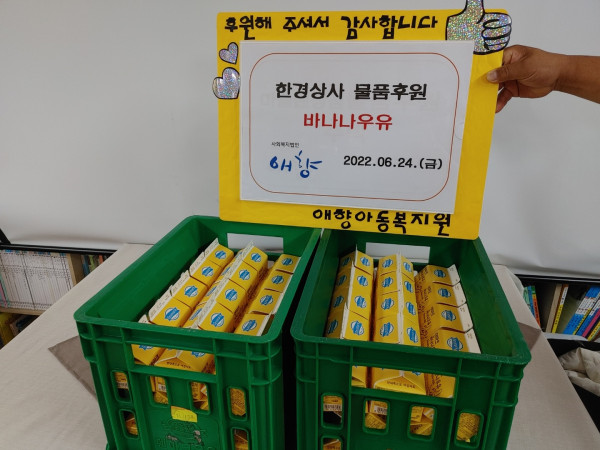 후원해 주셔서 감사합니다
한경상사 물품후원
바나나우유
사회복지법인
애향
2022.06.24.(금)
애향아동복지원